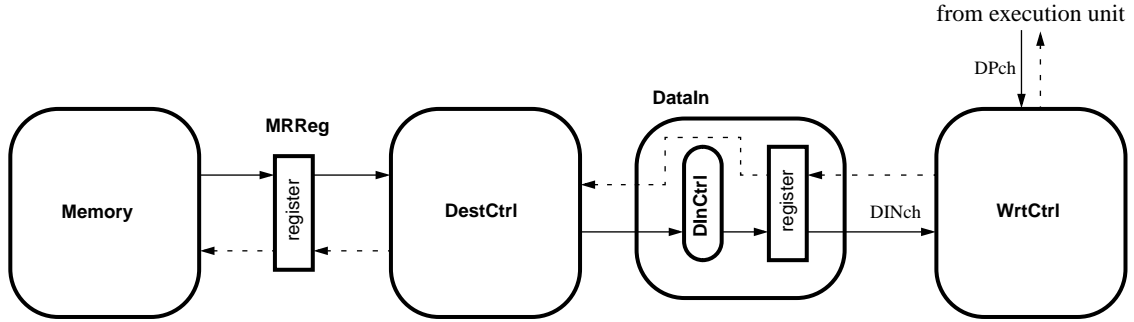 from execution unit
DPch
DataIn
MRReg
Memory
register
DestCtrl
DInCtrl
register
DINch
WrtCtrl